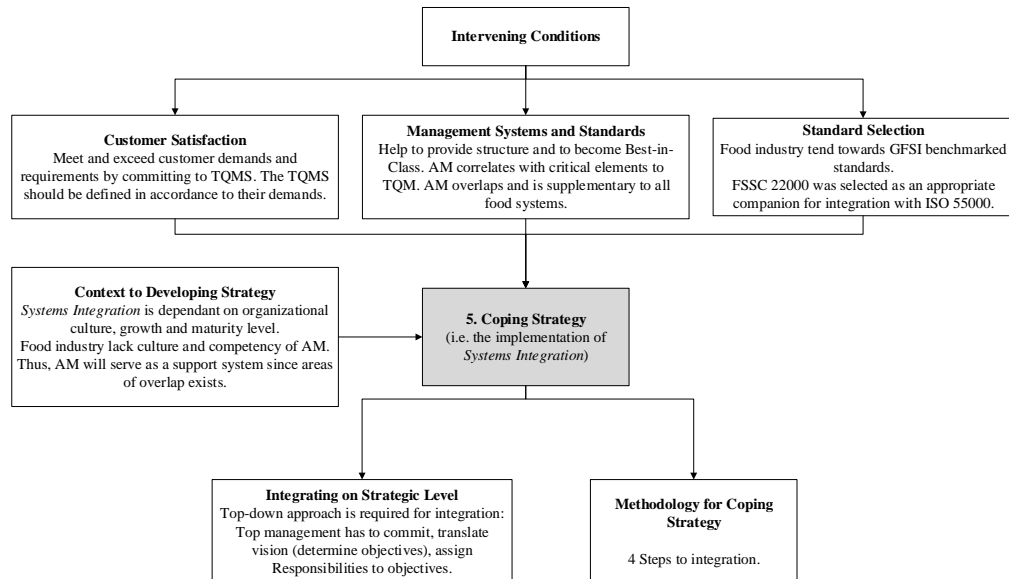 Intervening Conditions
Customer Satisfaction
Meet and exceed customer demands and
requirements by committing to TQMS. The TQMS
should be defined in accordance to their demands.
Management Systems and Standards
Help to provide structure and to become Best-in-
Class. AM correlates with critical elements to
TQM. AM overlaps and is supplementary to all
food systems.
Standard Selection
Food industry tend towards GFSI benchmarked
standards.
FSSC 22000 was selected as an appropriate
companion for integration with ISO 55000.
Context to Developing Strategy
Systems Integration is dependant on organizational
culture, growth and maturity level.
Food industry lack culture and competency of AM.
Thus, AM will serve as a support system since areas
of overlap exists.
5. Coping Strategy
(i.e. the implementation of
Systems Integration)
Integrating on Strategic Level
Top-down approach is required for integration:
Top management has to commit, translate
vision (determine objectives), assign
Responsibilities to objectives.
Methodology for Coping
Strategy
4 Steps to integration.